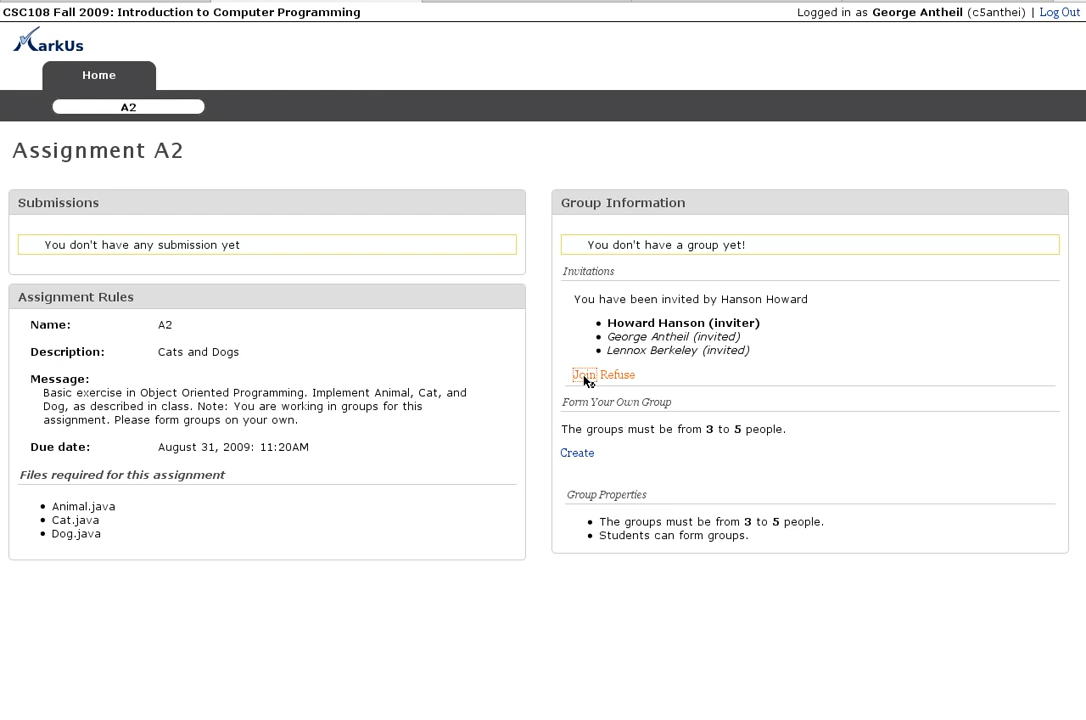 CSC108 Fall 2009: Introduction to Computer Programming
Logged in as George Antheil (c5anthei) | Log Out
MarkUs
Home
A2
Assignment A2
Submissions
You don't have any submission yet
Assignment Rules
Name: A2
Description: Cats and Dogs
Message:
Basic exercise in Object Oriented Programming. Implement Animal, Cat, and
Dog, as described in class. Note: You are working in groups for this
assignment. Please form groups on your own.
Due date: August 31, 2009: 11:20AM
Files required for this assignment
• Animal.java
• Cat.java
• Dog.java
Group Information
You don't have a group yet!
Invitations
You have been invited by Hanson Howard
• Howard Hanson (inviter)
• George Antheil (invited)
• Lennox Berkeley (invited)
Join Refuse
Form Your Own Group
The groups must be from 3 to 5 people.
Create
Group Properties
• The groups must be from 3 to 5 people.
• Students can form groups.